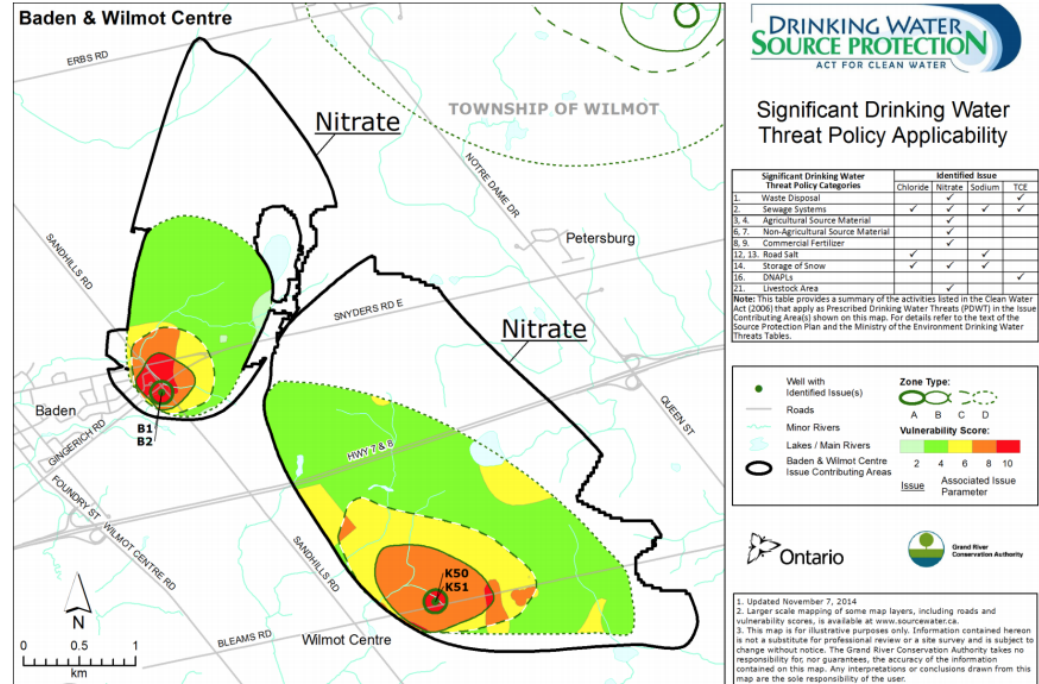 Baden & Wilmot Centre
ERBS RD
Nitrate
TOWNSHIP OF WILMOT
NOTRE DAME DR
Petersburg
SANDHILLS RD
SNYDERS RD E
Nitrate
Baden
B1
B2
GINGERICH RD
HWY 7 & 8
QUEEN ST
FOUNDRY ST
WILMOT CENTRE RD
SANDHILLS RD
K50
K51
BLEAMS RD
Wilmot Centre
N
0 0.5 1
km
DRINKING WATER
SOURCE PROTECTION
ACT FOR CLEAN WATER
Significant Drinking Water
Threat Policy Applicability
Significant Drinking Water Threat Policy Categories Identified Issue
Chloride Nitrate Sodium TCE
1. Waste Disposal ✓ ✓
2. Sewage Systems ✓ ✓ ✓ ✓
3, 4. Agricultural Source Material ✓
6, 7. Non-Agricultural Source Material ✓
8, 9. Commercial Fertilizer ✓
12, 13. Road Salt ✓ ✓
14. Storage of Snow ✓ ✓ ✓
16. DNAPLs ✓
21. Livestock Area ✓
Note: This table provides a summary of the activities listed in the Clean Water
Act (2006) that apply as Prescribed Drinking Water Threats (PDWT) in the Issue
Contributing Area(s) shown on this map. For details refer to the text of the
Source Protection Plan and the Ministry of the Environment Drinking Water
Threats Tables.
Well with
Identified Issue(s)
Roads
Minor Rivers
Lakes / Main Rivers
Baden & Wilmot Centre
Issue Contributing Areas
Zone Type:
A B C D
Vulnerability Score:
2 4 6 8 10
Issue Associated Issue
Parameter
Ontario
Grand River
Conservation Authority
1. Updated November 7, 2014
2. Larger scale mapping of some map layers, including roads and
vulnerability scores, is available at www.sourcewater.ca.
3. This map is for illustrative purposes only. Information contained hereon
is not a substitute for professional review or a site survey and is subject to
change without notice. The Grand River Conservation Authority takes no
responsibility for, nor guarantees, the accuracy of the information
contained on this map. Any interpretations or conclusions drawn from this
map are the sole responsibility of the user.